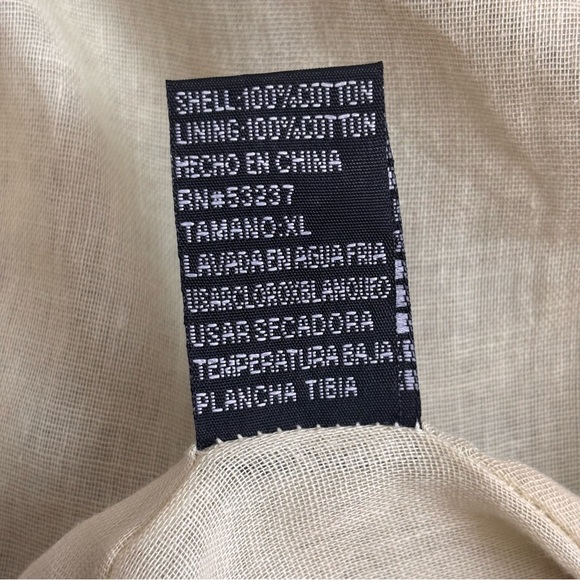 SHELL:100%COTTON
LINING:100%COTTON
HECHO EN CHINA
RN#53237
TAMANO:XL
LAVADA EN AGUA FRIA
USAR CLOROX BLANQUEO
USAR SECADORA
TEMPERATURA BAJA
PLANCHA TIBIA